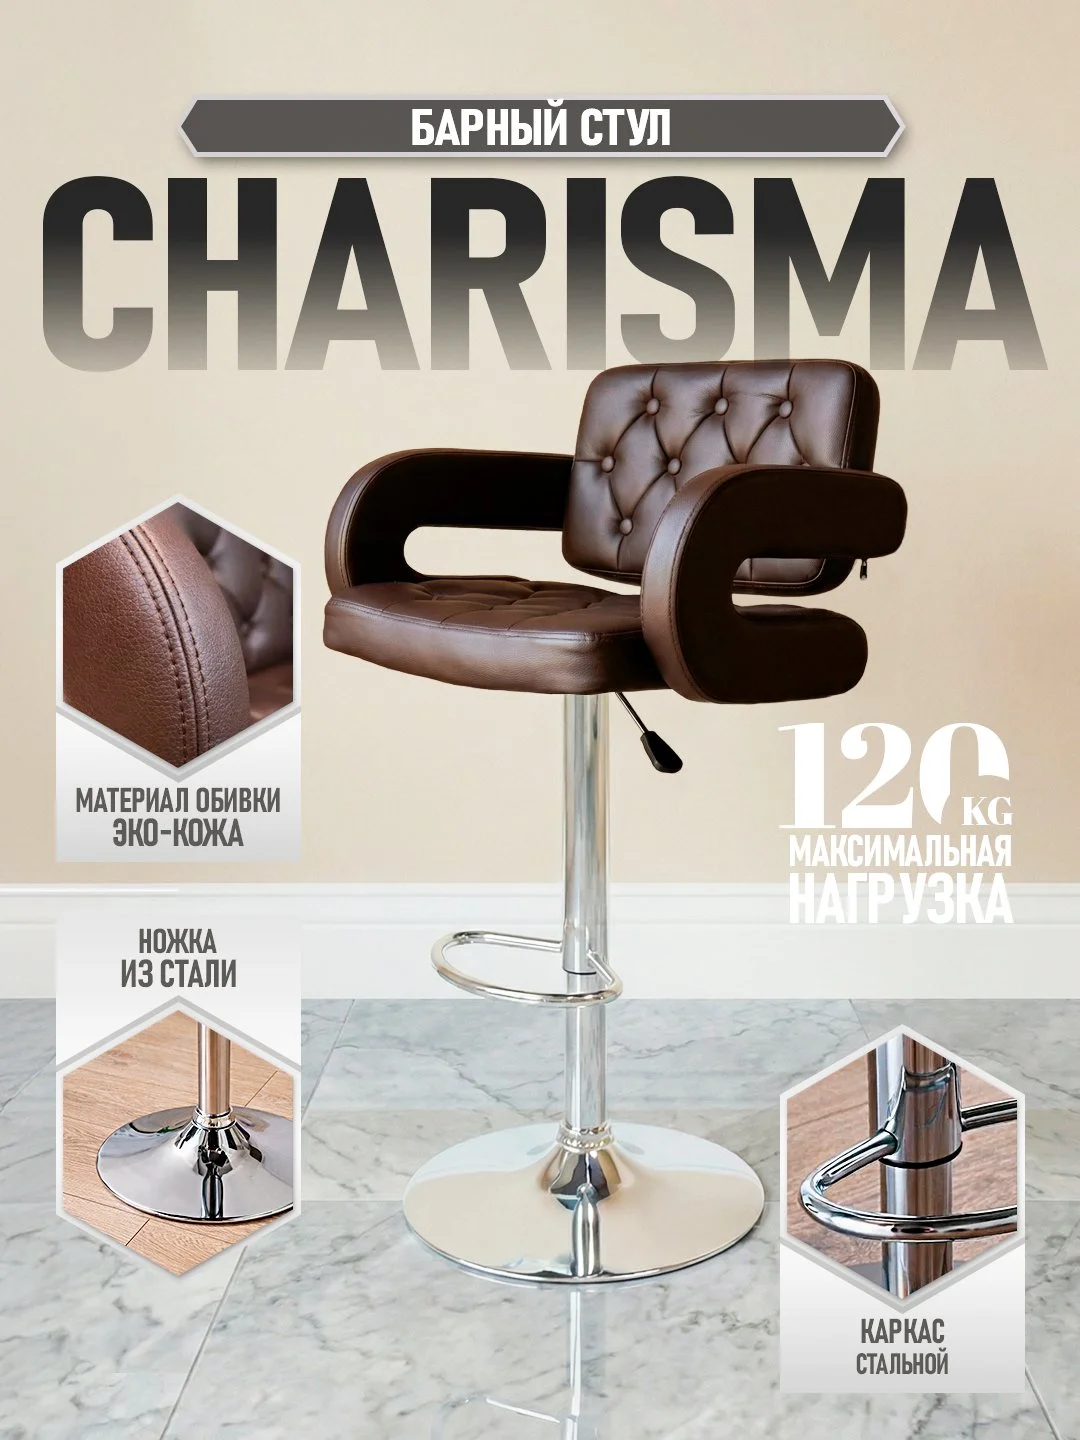 БАРНЫЙ СТУЛ
CHARISMA
МАТЕРИАЛ ОБИВКИ
ЭКО-КОЖА
120 KG
МАКСИМАЛЬНАЯ
НАГРУЗКА
НОЖКА
ИЗ СТАЛИ
КАРКАС
СТАЛЬНОЙ